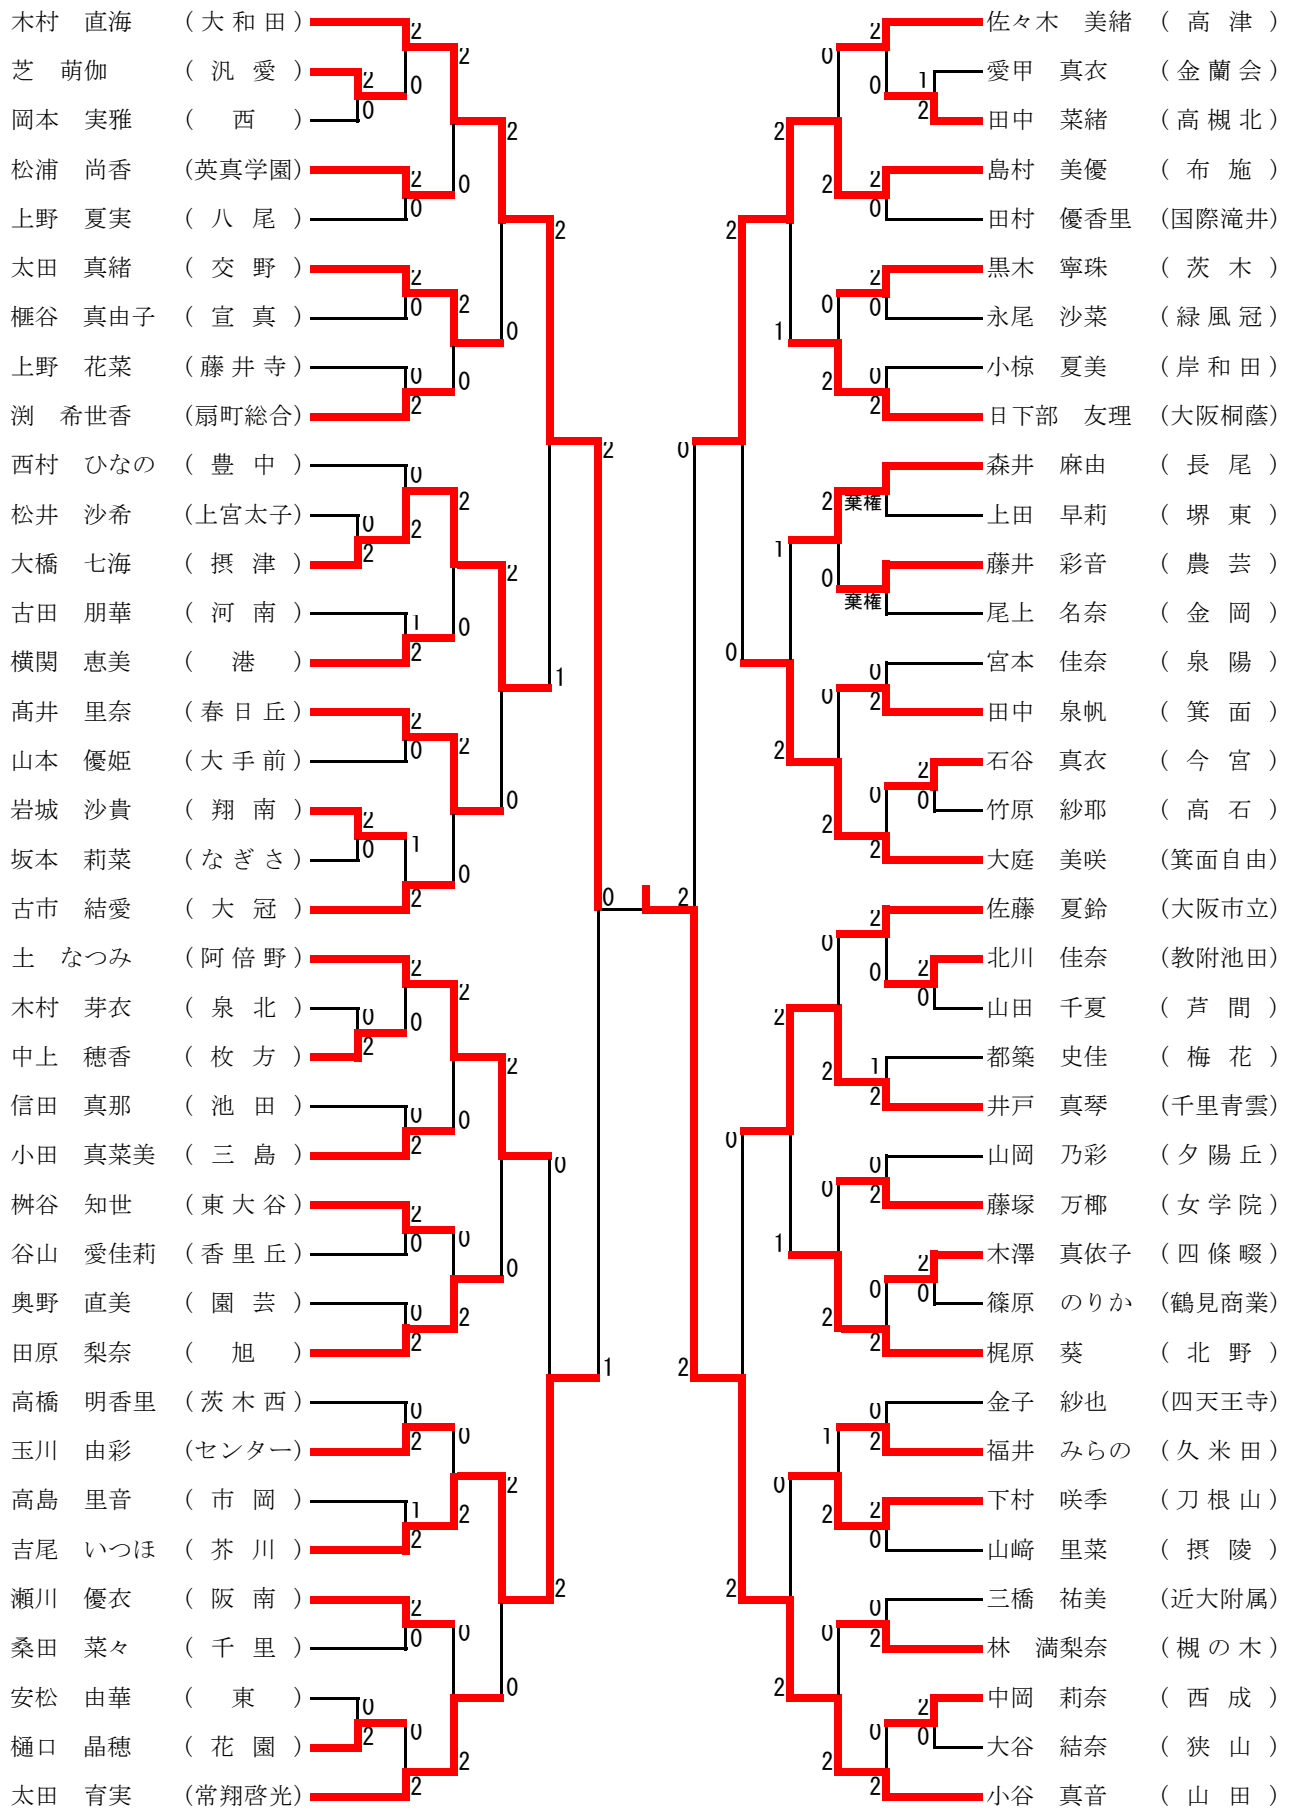 木村　直海　(大和田)
芝　萌伽　(汎愛)
岡本　実雅　(西)
松浦　尚香　(英真学園)
上野　夏実　(八尾)
太田　真緒　(交野)
榧谷　真由子　(宣真)
上野　花菜　(藤井寺)
渕　希世香　(扇町総合)
西村　ひなの　(豊中)
松井　沙希　(上宮太子)
大橋　七海　(摂津)
古田　朋華　(河南)
横関　恵美　(港)
髙井　里奈　(春日丘)
山本　優姫　(大手前)
岩城　沙貴　(翔南)
坂本　莉菜　(なぎさ)
古市　結愛　(大冠)
土　なつみ　(阿倍野)
木村　芽衣　(泉北)
中上　穂香　(枚方)
信田　真那　(池田)
小田　真菜美　(三島)
桝谷　知世　(東大谷)
谷山　愛佳莉　(香里丘)
奥野　直美　(園芸)
田原　梨奈　(旭)
高橋　明香里　(茨木西)
玉川　由彩　(センター)
高島　里音　(市岡)
吉尾　いつほ　(芥川)
瀬川　優衣　(阪南)
桑田　菜々　(千里)
安松　由華　(東)
樋口　晶穂　(花園)
太田　育実　(常翔啓光)
佐々木　美緒　(高津)
愛甲　真衣　(金蘭会)
田中　菜緒　(高槻北)
島村　美優　(布施)
田村　優香里　(国際滝井)
黒木　寧珠　(茨木)
永尾　沙菜　(緑風冠)
小椋　夏美　(岸和田)
日下部　友理　(大阪桐蔭)
森井　麻由　(長尾)
棄権
上田　早莉　(堺東)
藤井　彩音　(農芸)
棄権
尾上　名奈　(金岡)
宮本　佳奈　(泉陽)
田中　泉帆　(箕面)
石谷　真衣　(今宮)
竹原　紗耶　(高石)
大庭　美咲　(箕面自由)
佐藤　夏鈴　(大阪市立)
北川　佳奈　(教附池田)
山田　千夏　(芦間)
都築　史佳　(梅花)
井戸　真琴　(千里青雲)
山岡　乃彩　(夕陽丘)
藤塚　万梛　(女学院)
木澤　真依子　(四條畷)
篠原　のりか　(鶴見商業)
梶原　葵　(北野)
金子　紗也　(四天王寺)
福井　みらの　(久米田)
下村　咲季　(刀根山)
山﨑　里菜　(摂陵)
三橋　祐美　(近大附属)
林　満梨奈　(槻の木)
中岡　莉奈　(西成)
大谷　結奈　(狭山)
小谷　真音　(山田)